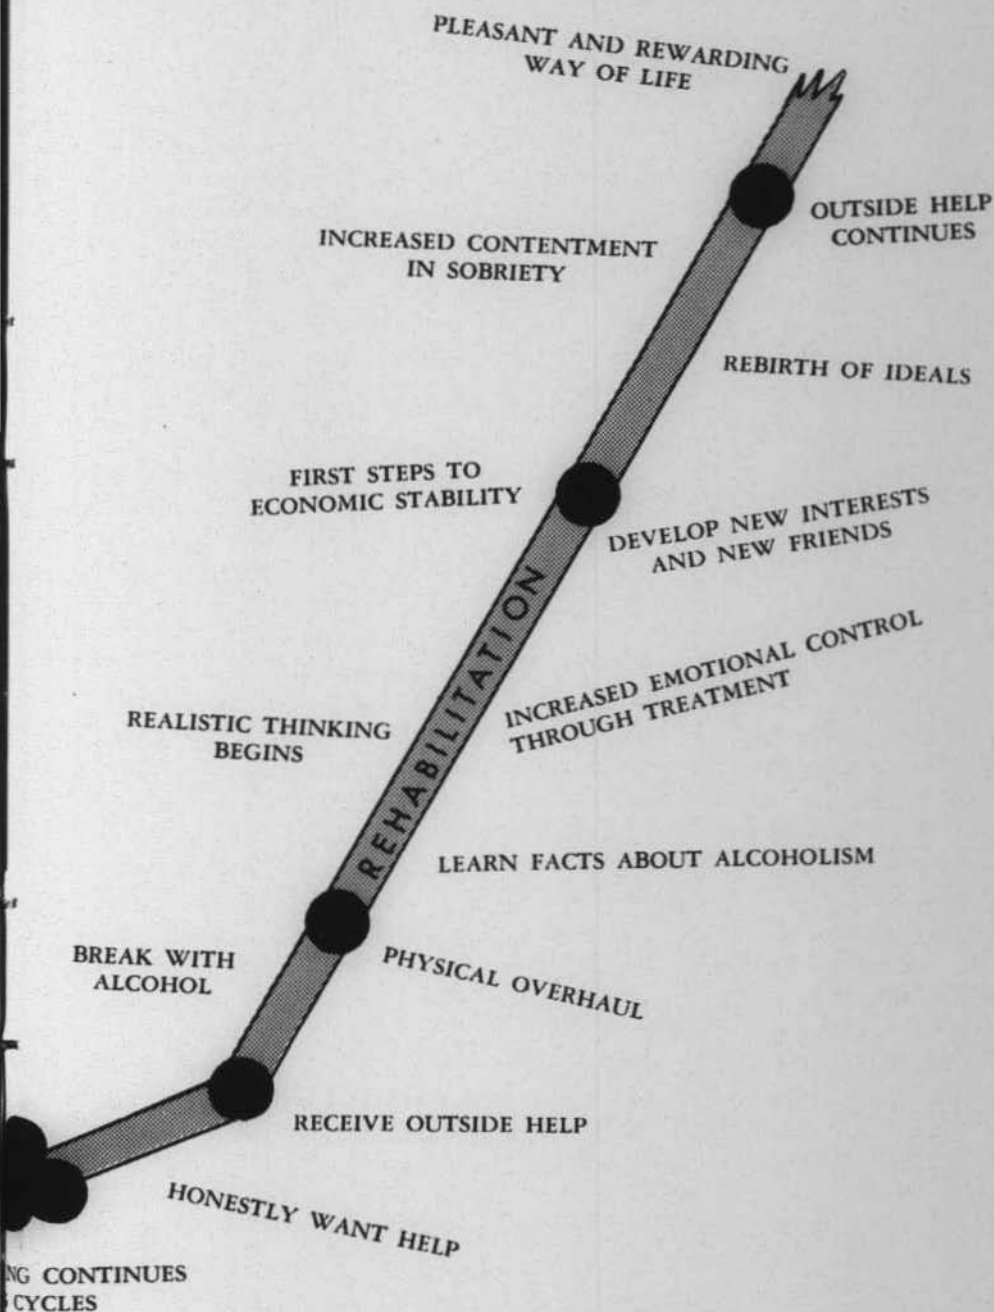 PLEASANT AND REWARDING
WAY OF LIFE
OUTSIDE HELP
CONTINUES
INCREASED CONTENTMENT
IN SOBRIETY
REBIRTH OF IDEALS
FIRST STEPS TO
ECONOMIC STABILITY
DEVELOP NEW INTERESTS
AND NEW FRIENDS
REHABILITATION
INCREASED EMOTIONAL CONTROL
THROUGH TREATMENT
REALISTIC THINKING
BEGINS
LEARN FACTS ABOUT ALCOHOLISM
BREAK WITH
ALCOHOL
PHYSICAL OVERHAUL
RECEIVE OUTSIDE HELP
HONESTLY WANT HELP
NG CONTINUES
CYCLES